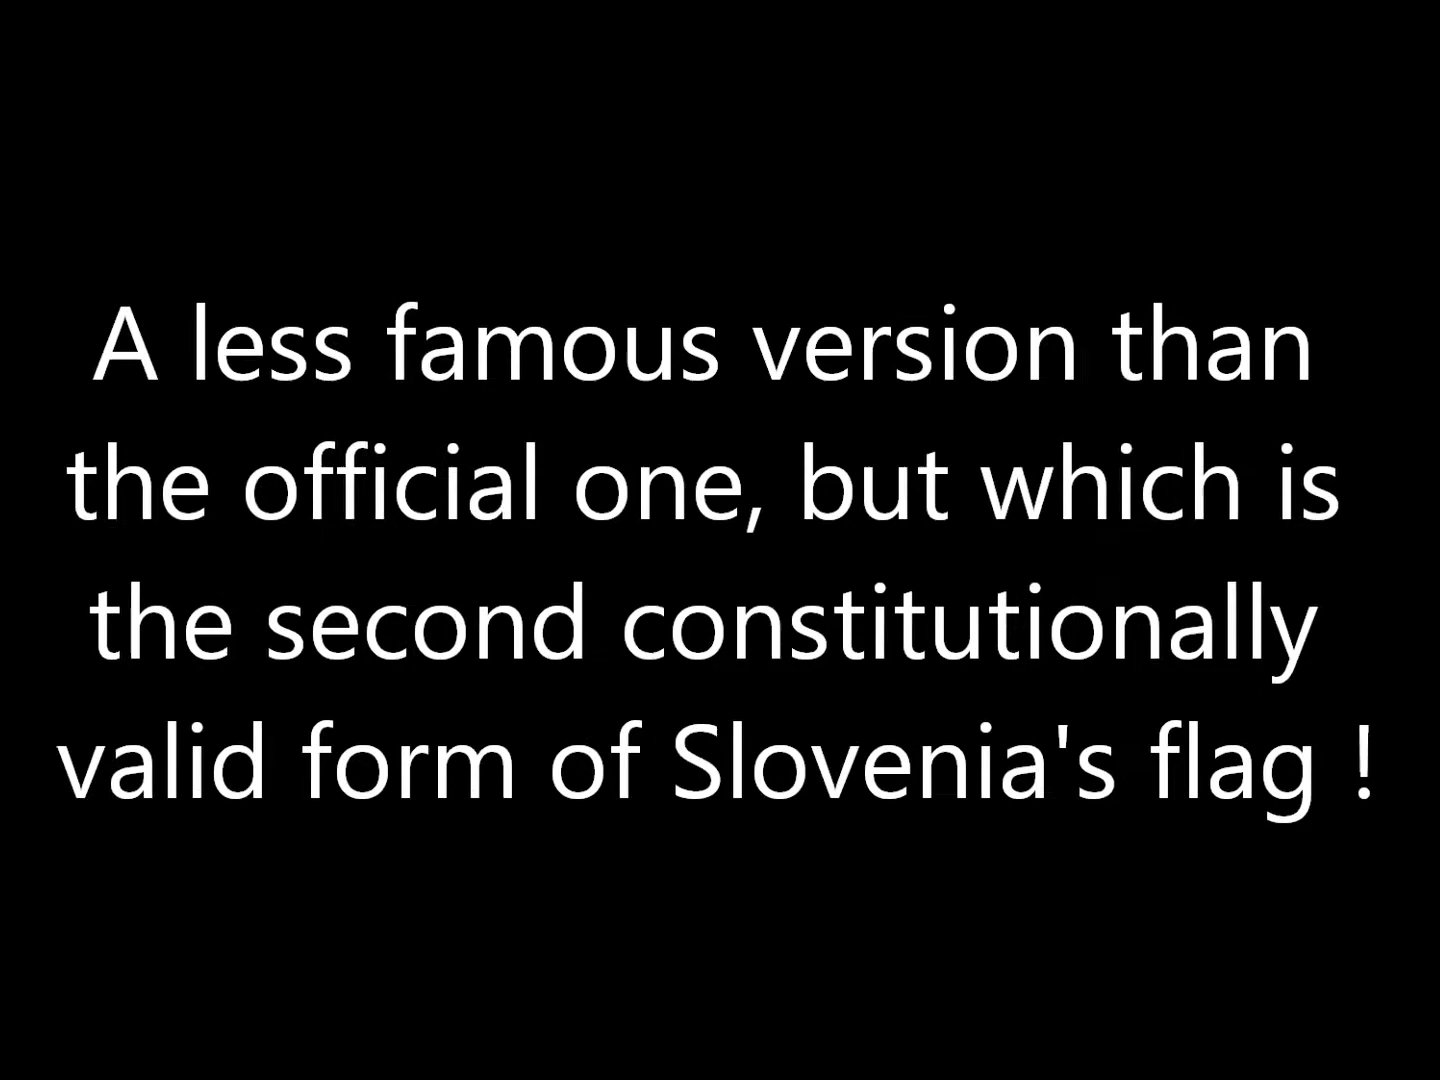 A less famous version than
the official one, but which is
the second constitutionally
valid form of Slovenia's flag !